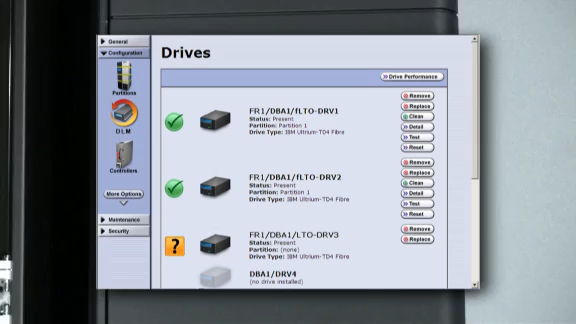 General
Configuration
Partitions
DLM
Controllers
More Options
Maintenance
Security
Drives
Drive Performance
FR1/DBA1/fLTO-DRV1
Status: Present
Partition: Partition 1
Drive Type: IBM Ultrium-TD4 Fibre
Remove
Replace
Clean
Detail
Test
Reset
FR1/DBA1/fLTO-DRV2
Status: Present
Partition: Partition 1
Drive Type: IBM Ultrium-TD4 Fibre
Remove
Replace
Clean
Detail
Test
Reset
?
FR1/DBA1/LTO-DRV3
Status: Present
Partition: (none)
Drive Type: IBM Ultrium-TD4 Fibre
Remove
Replace
DBA1/DRV4
(no drive installed)